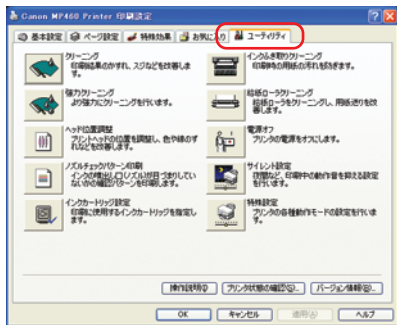 Canon MP460 Printer 印刷設定
基本設定 ページ設定 特殊効果 お気に入り ユーティリティ
クリーニング
印刷結果のかすれ、スジなどを改善します。
インクふき取りクリーニング
印刷時の用紙の汚れを防ぎます。
強力クリーニング
より強力にクリーニングを行います。
給紙ローラクリーニング
給紙ローラをクリーニングし、用紙送りを改善します。
ヘッド位置調整
プリントヘッドの位置を調整し、色や線のずれなどを改善します。
電源オフ
プリンタの電源をオフにします。
ノズルチェックパターン印刷
インクの噴出し口(ノズル)が目づまりしていないかの確認パターンを印刷します。
サイレント設定
夜間など、印刷中の動作音を抑える設定を行います。
インクカートリッジ設定
印刷に使用するインクカートリッジを指定します。
特殊設定
プリンタの各種動作モードの設定を行います。
操作説明(I) プリンタ状態の確認(S)... バージョン情報(B)...
OK キャンセル 適用(A) ヘルプ